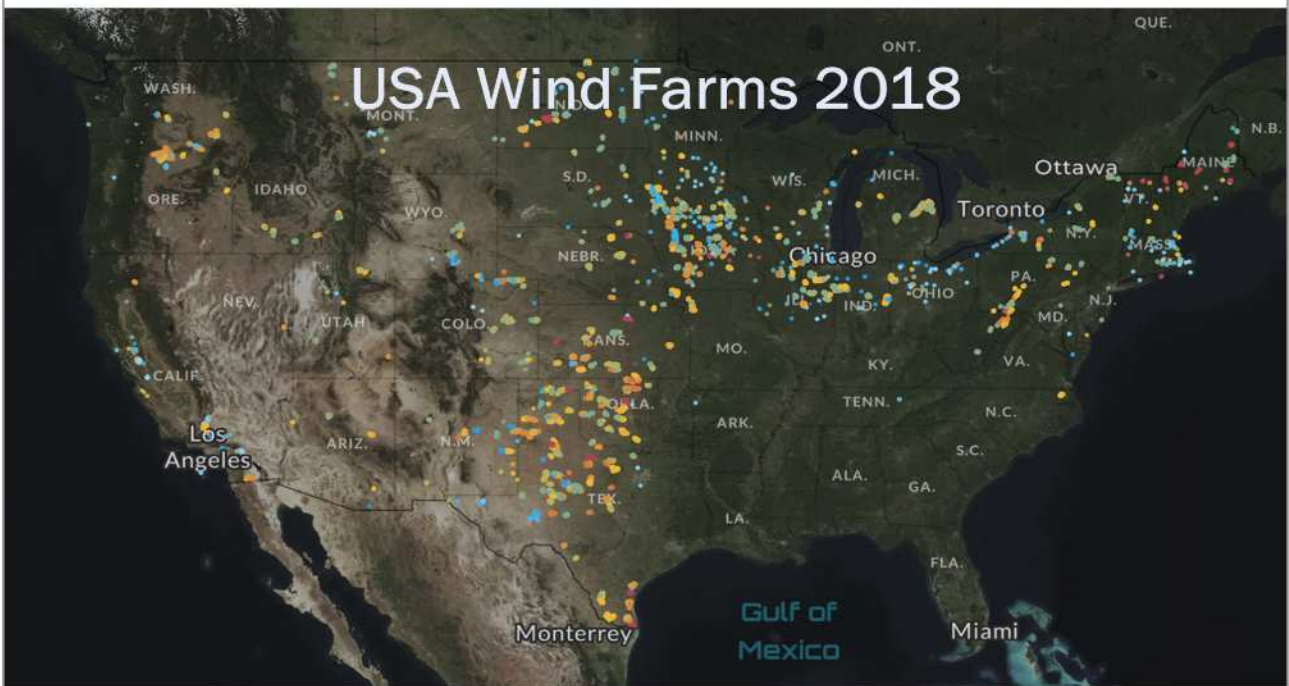 USA Wind Farms 2018
QUE.
ONT.
WASH.
N.D.
MONT.
MINN.
N.B.
Ottawa
MAINE
S.D.
WIS.
MICH.
IDAHO
ORE.
VT.
WYO.
Toronto
N.Y.
MASS.
NEBR.
Chicago
PA.
NEV.
ILL.
IND.
OHIO
N.J.
UTAH
COLO.
MD.
KANS.
MO.
CALIF.
KY.
VA.
OKLA.
TENN.
N.C.
Los
Angeles
ARIZ.
N.M.
ARK.
S.C.
ALA.
GA.
TEX.
LA.
FLA.
Gulf of
Mexico
Monterrey
Miami